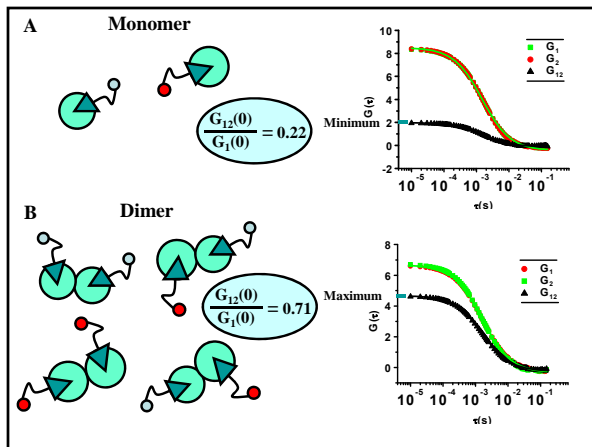 A Monomer
G₁₂(0)
G₁(0)
= 0.22
Minimum
G(τ)
10
8
6
4
2
0
-2
G₁
G₂
G₁₂
10⁻⁵ 10⁻⁴ 10⁻³ 10⁻² 10⁻¹
τ(s)
B Dimer
G₁₂(0)
G₁(0)
= 0.71
Maximum
G(τ)
8
6
4
2
0
G₁
G₂
G₁₂
10⁻⁵ 10⁻⁴ 10⁻³ 10⁻² 10⁻¹
τ(s)